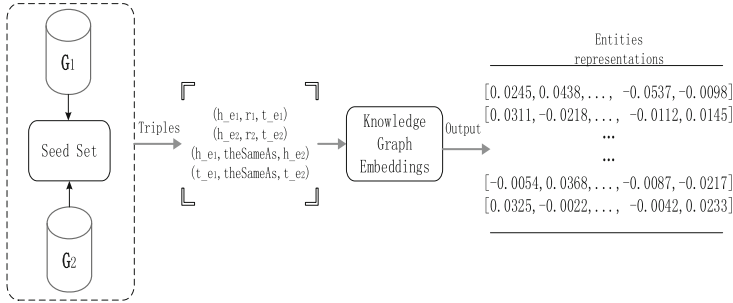 G1
Seed Set
G2
Triples
(h_e1, r1, t_e1)
(h_e2, r2, t_e2)
(h_e1, theSameAs, h_e2)
(t_e1, theSameAs, t_e2)
Knowledge
Graph
Embeddings
Output
Entities
representations
[0.0245, 0.0438, ..., -0.0537, -0.0098]
[0.0311, -0.0218, ..., -0.0112, 0.0145]
...
...
[-0.0054, 0.0368, ..., -0.0087, -0.0217]
[0.0325, -0.0022, ..., -0.0042, 0.0233]